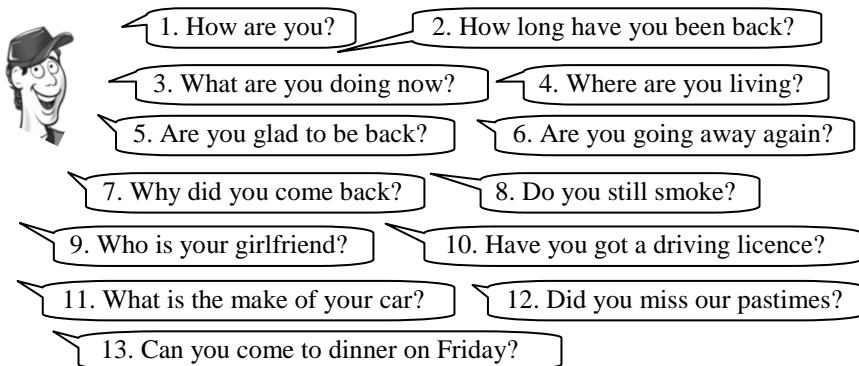 1. How are you? 2. How long have you been back?
3. What are you doing now? 4. Where are you living?
5. Are you glad to be back? 6. Are you going away again?
7. Why did you come back? 8. Do you still smoke?
9. Who is your girlfriend? 10. Have you got a driving licence?
11. What is the make of your car? 12. Did you miss our pastimes?
13. Can you come to dinner on Friday?